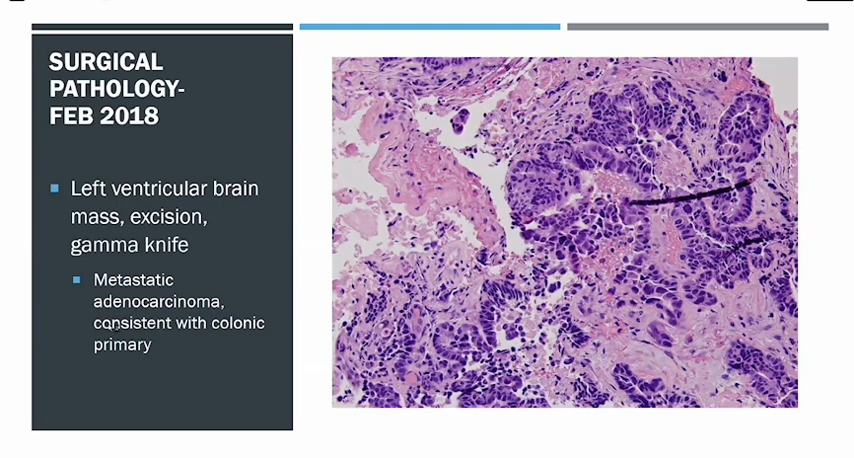 SURGICAL
PATHOLOGY-
FEB 2018
Left ventricular brain
mass, excision,
gamma knife
Metastatic
adenocarcinoma,
consistent with colonic
primary